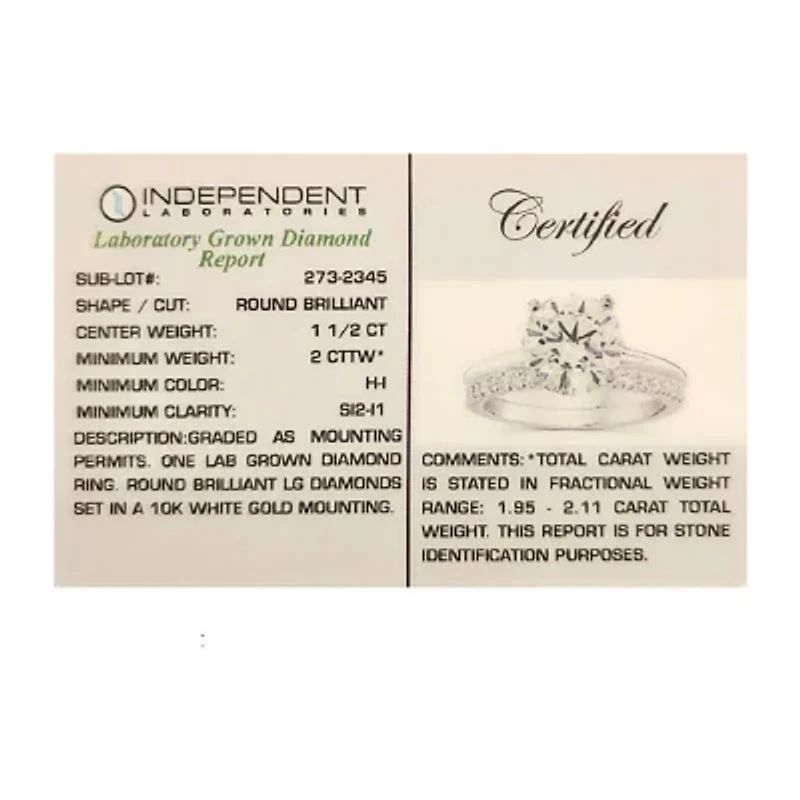 INDEPENDENT
LABORATORIES
Laboratory Grown Diamond
Report
SUB-LOT#: 273-2345
SHAPE / CUT: ROUND BRILLIANT
CENTER WEIGHT: 1 1/2 CT
MINIMUM WEIGHT: 2 CTTW*
MINIMUM COLOR: H-I
MINIMUM CLARITY: SI2-I1
DESCRIPTION:GRADED AS MOUNTING
PERMITS. ONE LAB GROWN DIAMOND
RING. ROUND BRILLIANT LG DIAMONDS
SET IN A 10K WHITE GOLD MOUNTING.
Certified
COMMENTS: *TOTAL CARAT WEIGHT
IS STATED IN FRACTIONAL WEIGHT
RANGE: 1.95 - 2.11 CARAT TOTAL
WEIGHT. THIS REPORT IS FOR STONE
IDENTIFICATION PURPOSES.